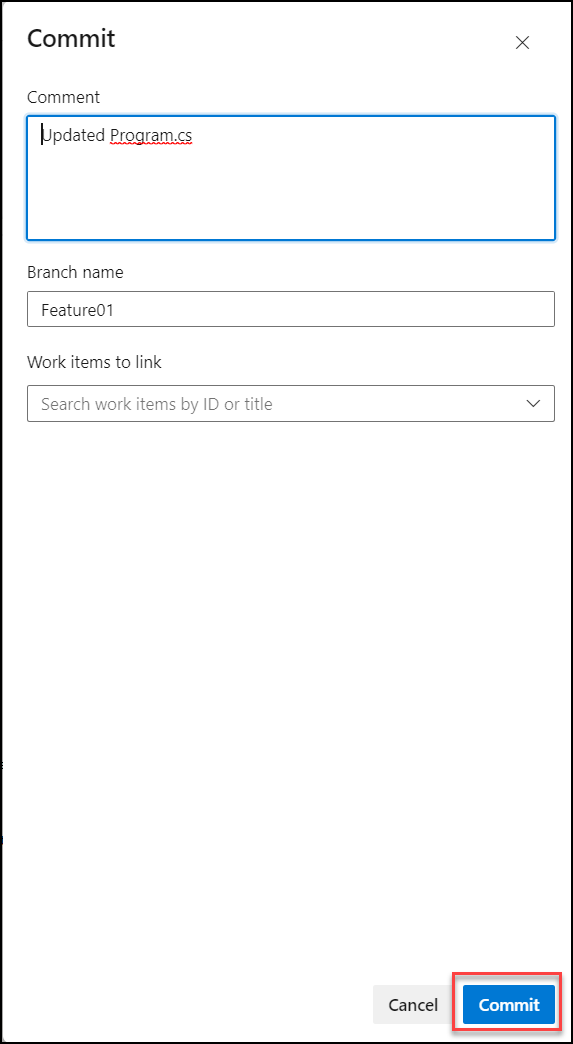 Commit
Comment
Updated Program.cs
Branch name
Feature01
Work items to link
Search work items by ID or title
Cancel
Commit